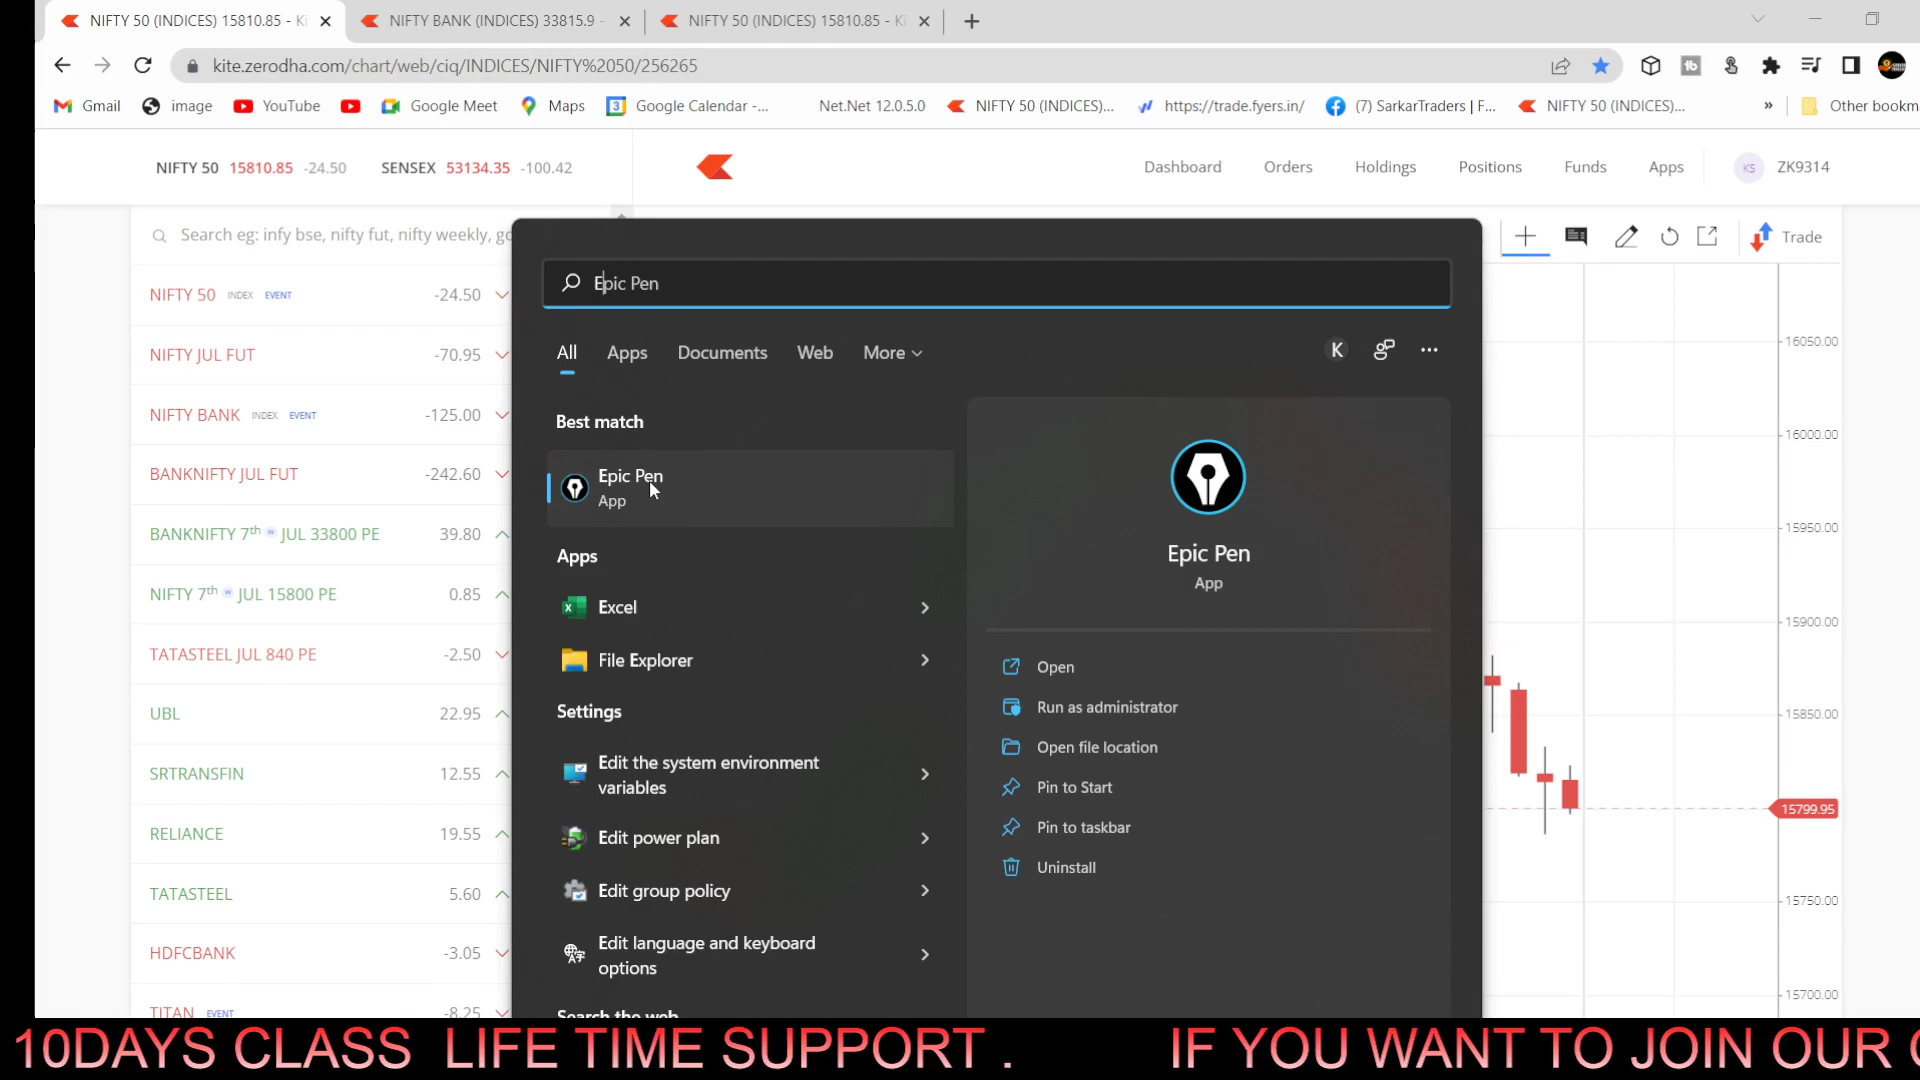 NIFTY 50 (INDICES) 15810.85 - Ki
NIFTY BANK (INDICES) 33815.9 -
NIFTY 50 (INDICES) 15810.85 - Ki
kite.zerodha.com/chart/web/ciq/INDICES/NIFTY%2050/256265
Gmail
image
YouTube
Google Meet
Maps
Google Calendar -...
Net.Net 12.0.5.0
NIFTY 50 (INDICES)...
https://trade.fyers.in/
(7) SarkarTraders | F...
NIFTY 50 (INDICES)...
»
Other bookm
NIFTY 50 15810.85 -24.50
SENSEX 53134.35 -100.42
Dashboard
Orders
Holdings
Positions
Funds
Apps
KS
ZK9314
Search eg: infy bse, nifty fut, nifty weekly, go
Trade
NIFTY 50 INDEX EVENT -24.50
NIFTY JUL FUT -70.95
NIFTY BANK INDEX EVENT -125.00
BANKNIFTY JUL FUT -242.60
BANKNIFTY 7th w JUL 33800 PE 39.80
NIFTY 7th w JUL 15800 PE 0.85
TATASTEEL JUL 840 PE -2.50
UBL 22.95
SRTRANSFIN 12.55
RELIANCE 19.55
TATASTEEL 5.60
HDFCBANK -3.05
TITAN EVENT -8.25
Epic Pen
All
Apps
Documents
Web
More
K
Best match
Epic Pen
App
Apps
Excel
File Explorer
Settings
Edit the system environment
variables
Edit power plan
Edit group policy
Edit language and keyboard
options
Search the web
Epic Pen
App
Open
Run as administrator
Open file location
Pin to Start
Pin to taskbar
Uninstall
16050.00
16000.00
15950.00
15900.00
15850.00
15799.95
15750.00
15700.00
10DAYS CLASS LIFE TIME SUPPORT . IF YOU WANT TO JOIN OUR